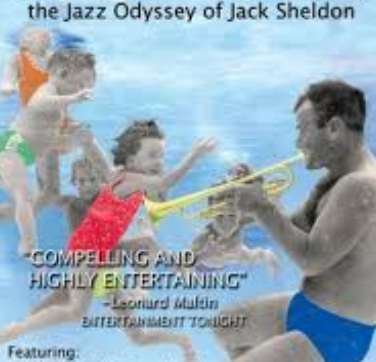 the Jazz Odyssey of Jack Sheldon
"COMPELLING AND
HIGHLY ENTERTAINING"
-Leonard Maltin
ENTERTAINMENT TONIGHT
Featuring: